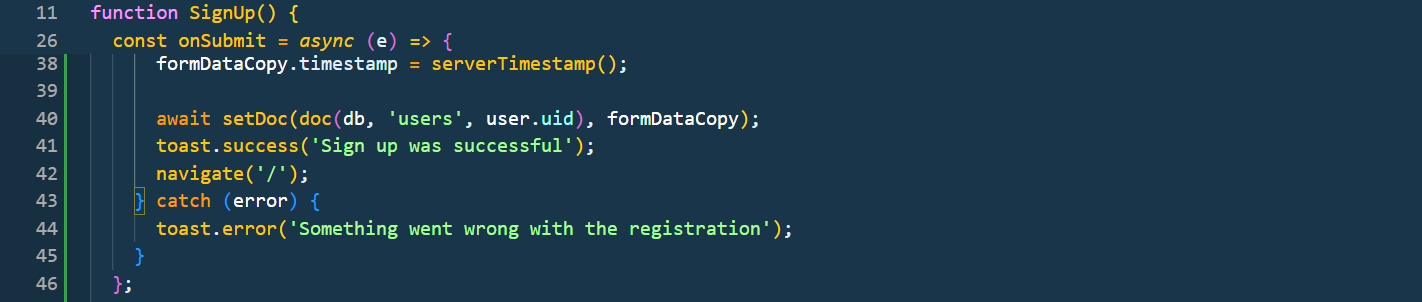 11 function SignUp() {
26 const onSubmit = async (e) => {
38 formDataCopy.timestamp = serverTimestamp();
39
40 await setDoc(doc(db, 'users', user.uid), formDataCopy);
41 toast.success('Sign up was successful');
42 navigate('/');
43 } catch (error) {
44 toast.error('Something went wrong with the registration');
45 }
46 };